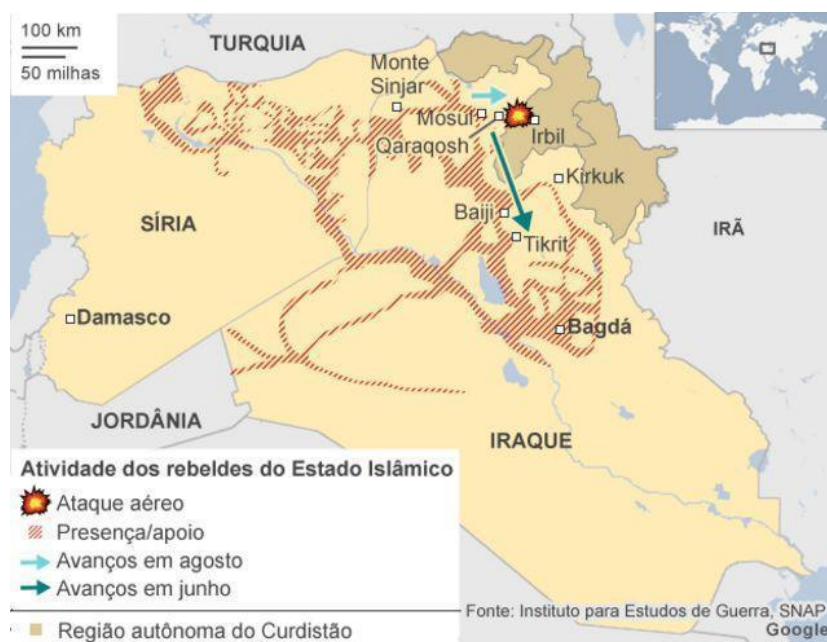 100 km
50 milhas
TURQUIA
Monte
Sinjar
Mosul
Qaraqosh
Irbil
Kirkuk
Baiji
SÍRIA
Tikrit
IRÃ
Damasco
Bagdá
JORDÂNIA
IRAQUE
Atividade dos rebeldes do Estado Islâmico
Ataque aéreo
Presença/apoio
Avanços em agosto
Avanços em junho
Fonte: Instituto para Estudos de Guerra, SNAP
Google
Região autônoma do Curdistão